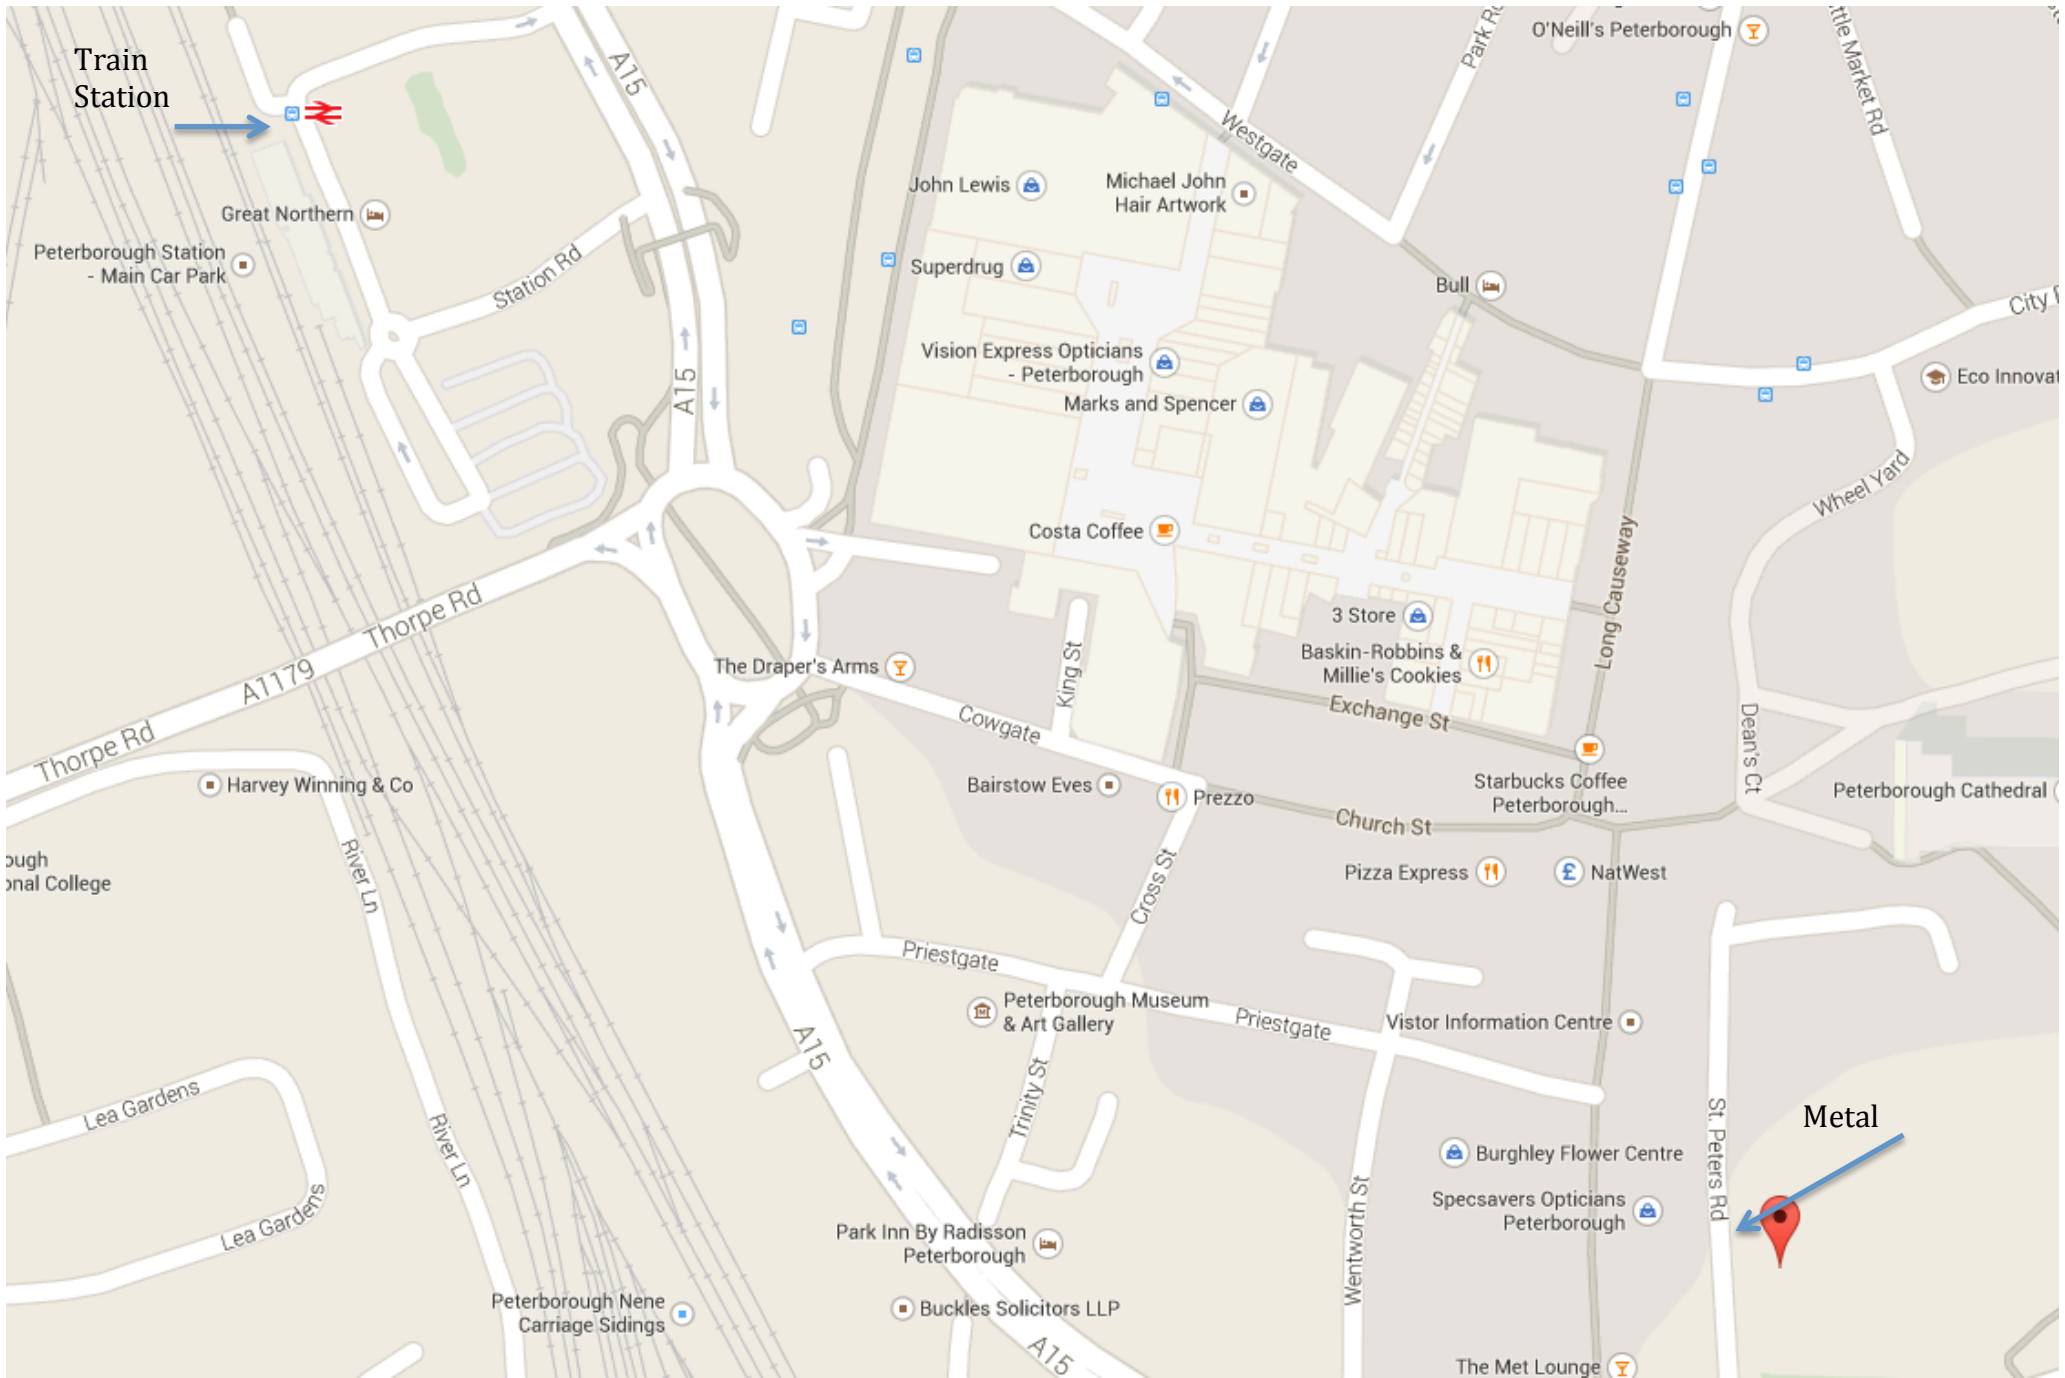 Train
Station
A15
O'Neill's Peterborough
Park
Market Rd
Westgate
John Lewis
Michael John
Hair Artwork
Great Northern
Peterborough Station
- Main Car Park
Station Rd
Superdrug
Bull
City
Vision Express Opticians
- Peterborough
Marks and Spencer
Eco
A15
Wheel Yard
Costa Coffee
Long Causeway
Thorpe Rd
A1179
Thorpe Rd
3 Store
Baskin-Robbins &
Millie's Cookies
The Draper's Arms
King St
Cowgate
Exchange St
Dean's Ct
Starbucks Coffee
Peterborough...
Peterborough Cathedral
Harvey Winning & Co
Bairstow Eves
Prezzo
Church St
River Ln
College
Pizza Express
NatWest
Cross St
Priestgate
Peterborough Museum
& Art Gallery
Priestgate
Vistor Information Centre
A15
Trinity St
Lea Gardens
River Ln
St. Peters Rd
Metal
Burghley Flower Centre
Specsavers Opticians
Peterborough
Lea Gardens
Wentworth St
Park Inn By Radisson
Peterborough
Peterborough Nene
Carriage Sidings
Buckles Solicitors LLP
A15
The Met Lounge